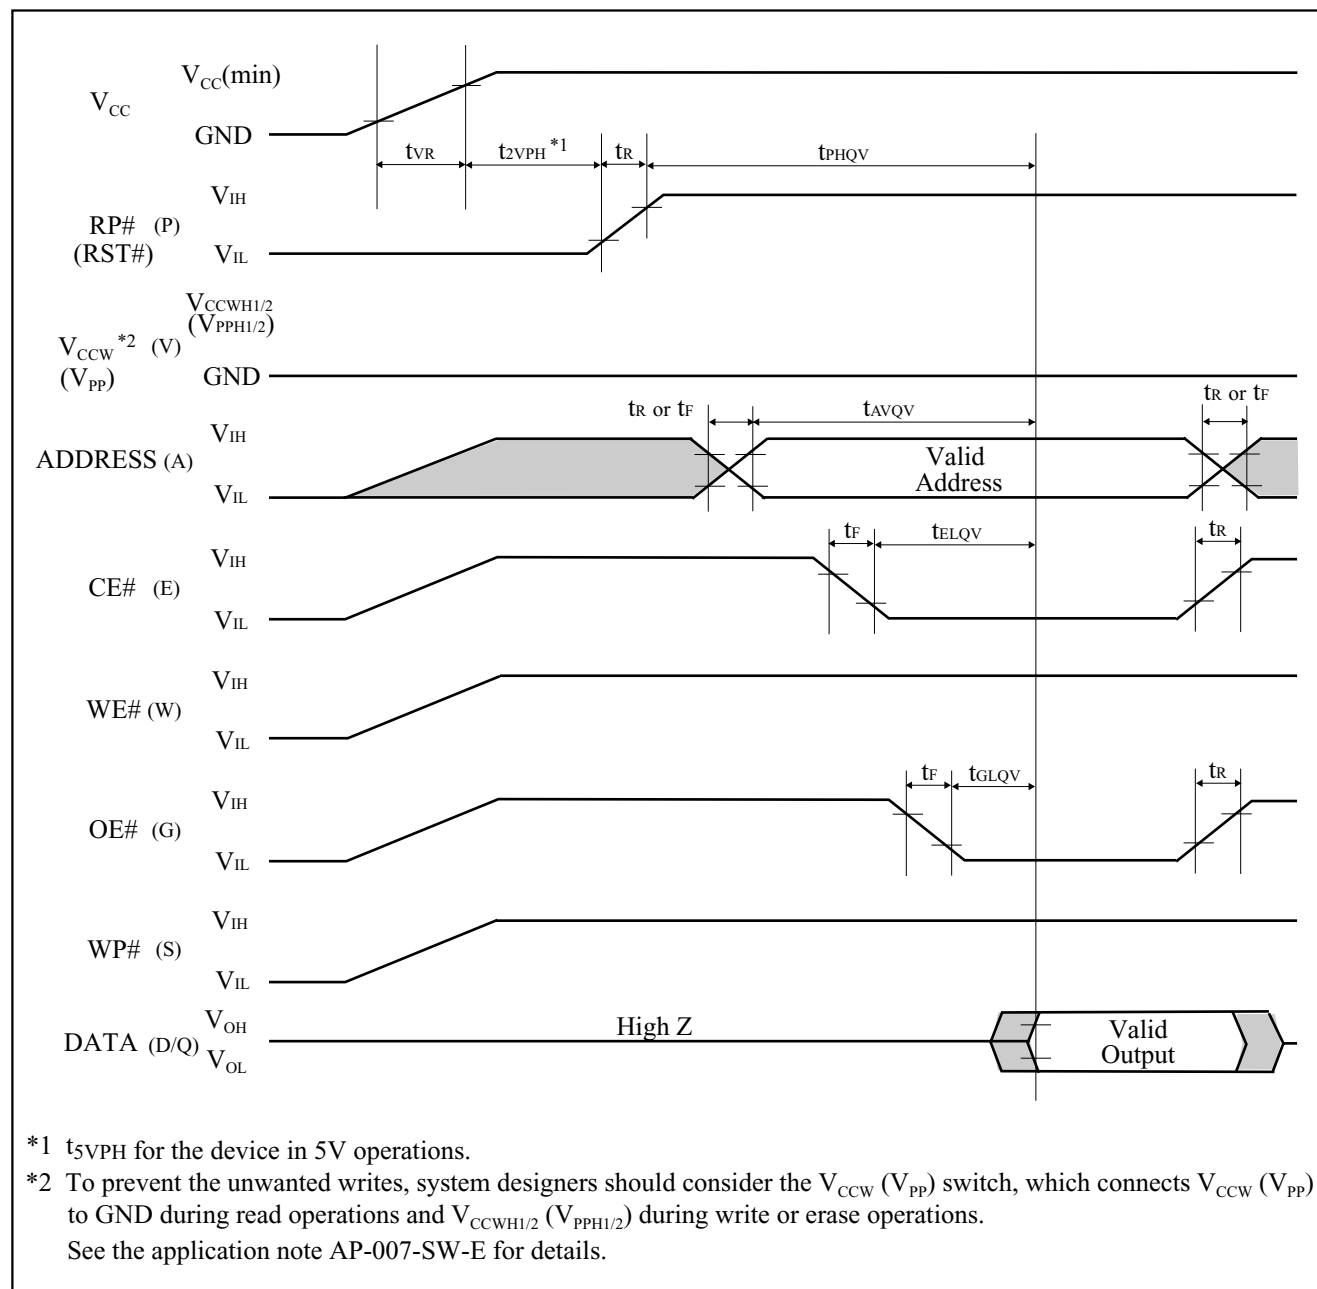 VCC(min)
VCC
GND
tVR
t2VPH *1
tR
tPHQV
VIH
RP# (P)
(RST#)
VIL
VCCWH1/2
(VPPH1/2)
VCCW *2 (V)
(VPP)
GND
tR or tF
tAVQV
tR or tF
VIH
ADDRESS (A)
Valid
Address
VIL
tF
tELQV
tR
VIH
CE# (E)
VIL
VIH
WE# (W)
VIL
tF
tGLQV
tR
VIH
OE# (G)
VIL
VIH
WP# (S)
VIL
VOH
High Z
Valid
Output
DATA (D/Q)
VOL
*1 t5VPH for the device in 5V operations.
*2 To prevent the unwanted writes, system designers should consider the VCCW (VPP) switch, which connects VCCW (VPP)
to GND during read operations and VCCWH1/2 (VPPH1/2) during write or erase operations.
See the application note AP-007-SW-E for details.